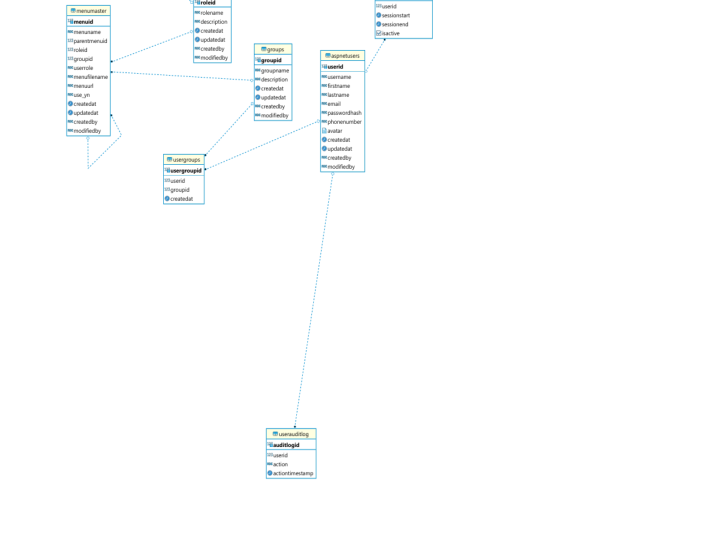 menumaster
menuid
menuname
parentmenuid
roleid
groupid
userrole
menufilename
menuurl
use_yn
createdat
updatedat
createdby
modifiedby
roleid
rolename
description
createdat
updatedat
createdby
modifiedby
groups
groupid
groupname
description
createdat
updatedat
createdby
modifiedby
aspnetusers
userid
username
firstname
lastname
email
passwordhash
phonenumber
avatar
createdat
updatedat
createdby
modifiedby
userid
sessionstart
sessionend
isactive
usergroups
usergroupid
userid
groupid
createdat
userauditlog
auditlogid
userid
action
actiontimestamp